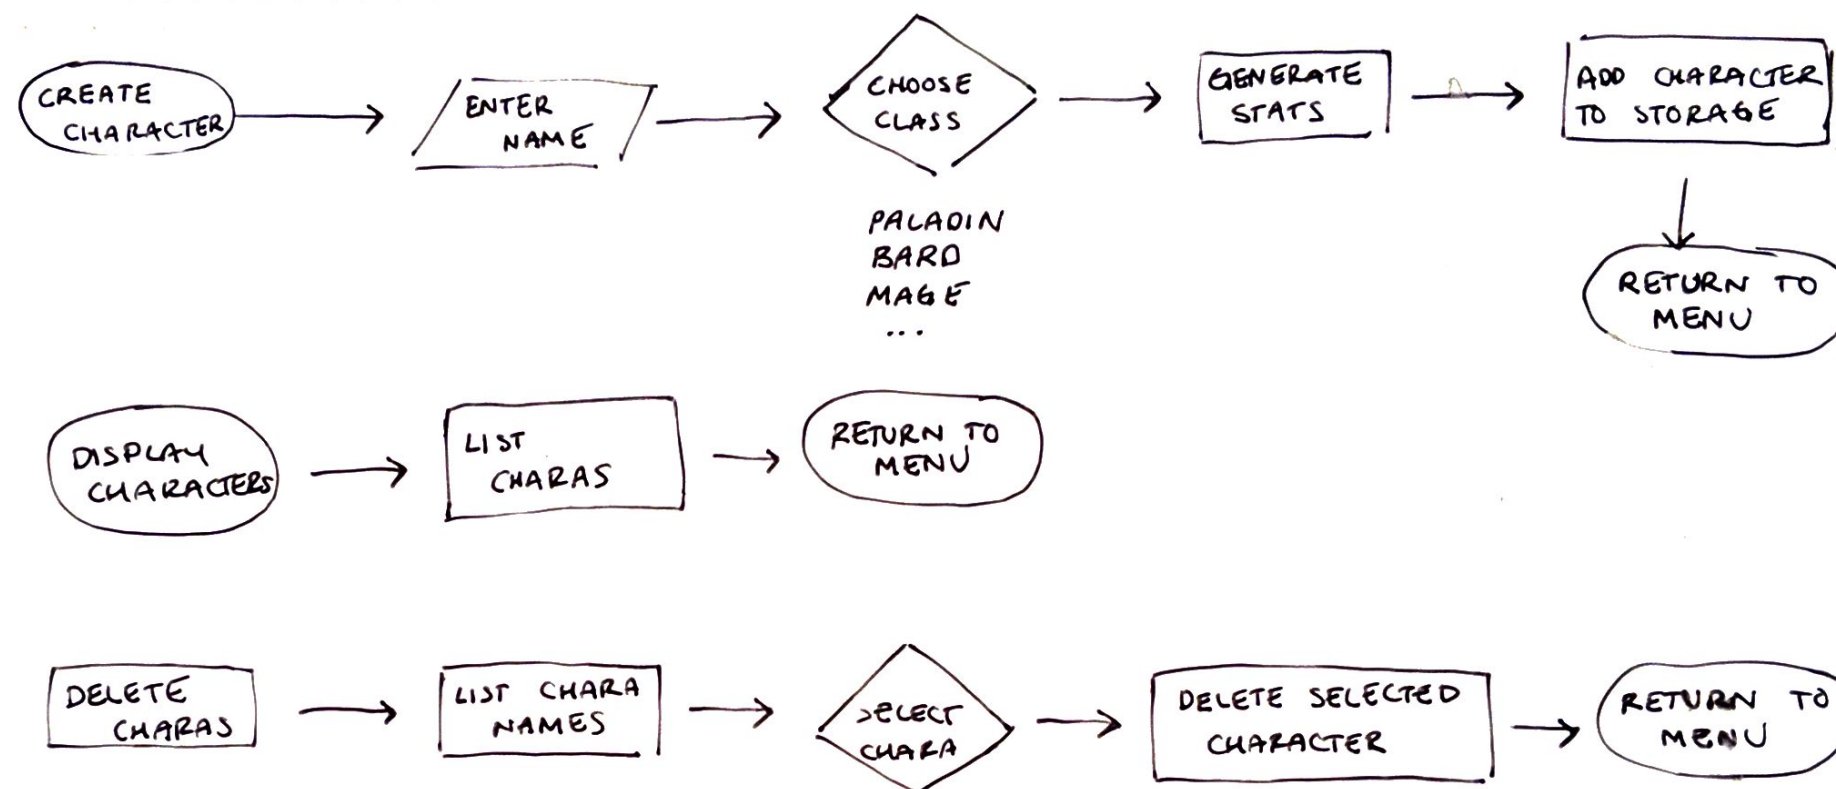 CREATE
CHARACTER
ENTER
NAME
CHOOSE
CLASS
PALADIN
BARD
MAGE
...
GENERATE
STATS
ADD CHARACTER
TO STORAGE
RETURN TO
MENU
DISPLAY
CHARACTERS
LIST
CHARAS
RETURN TO
MENU
DELETE
CHARAS
LIST CHARA
NAMES
SELECT
CHARA
DELETE SELECTED
CHARACTER
RETURN TO
MENU